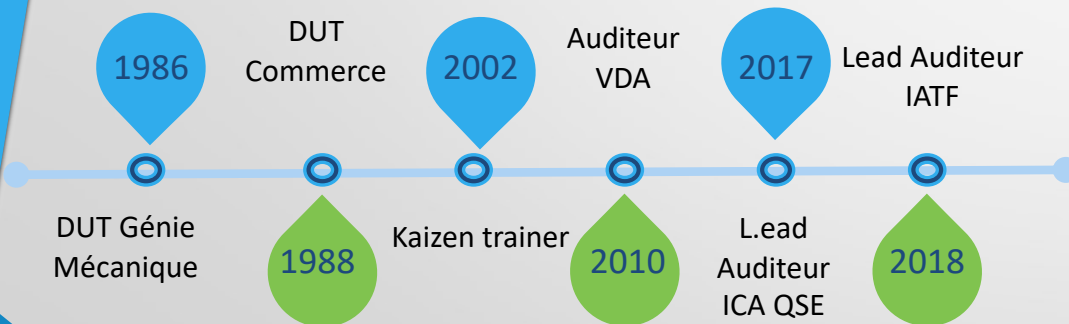 1986
DUT Génie
Mécanique
DUT
Commerce
1988
2002
Kaizen trainer
Auditeur
VDA
2010
2017
L.ead
Auditeur
ICA QSE
Lead Auditeur
IATF
2018